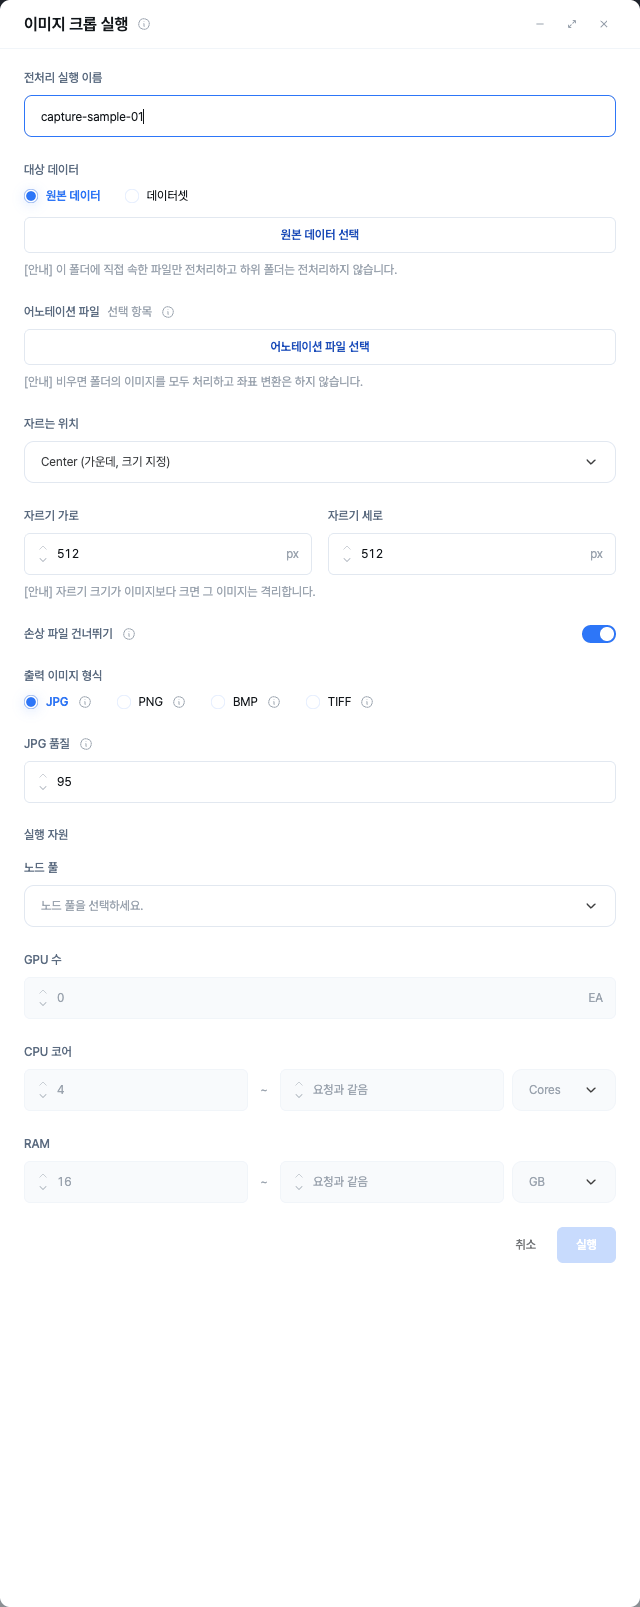 이미지 크롭 실행
전처리 실행 이름
capture-sample-01
대상 데이터
원본 데이터 데이터셋
원본 데이터 선택
[안내] 이 폴더에 직접 속한 파일만 전처리하고 하위 폴더는 전처리하지 않습니다.
어노테이션 파일 선택 항목
어노테이션 파일 선택
[안내] 비우면 폴더의 이미지를 모두 처리하고 좌표 변환은 하지 않습니다.
자르는 위치
Center (가운데, 크기 지정)
자르기 가로 자르기 세로
512 px 512 px
[안내] 자르기 크기가 이미지보다 크면 그 이미지는 격리합니다.
손상 파일 건너뛰기
출력 이미지 형식
JPG PNG BMP TIFF
JPG 품질
95
실행 자원
노드 풀
노드 풀을 선택하세요.
GPU 수
0 EA
CPU 코어
4 ~ 요청과 같음 Cores
RAM
16 ~ 요청과 같음 GB
취소 실행